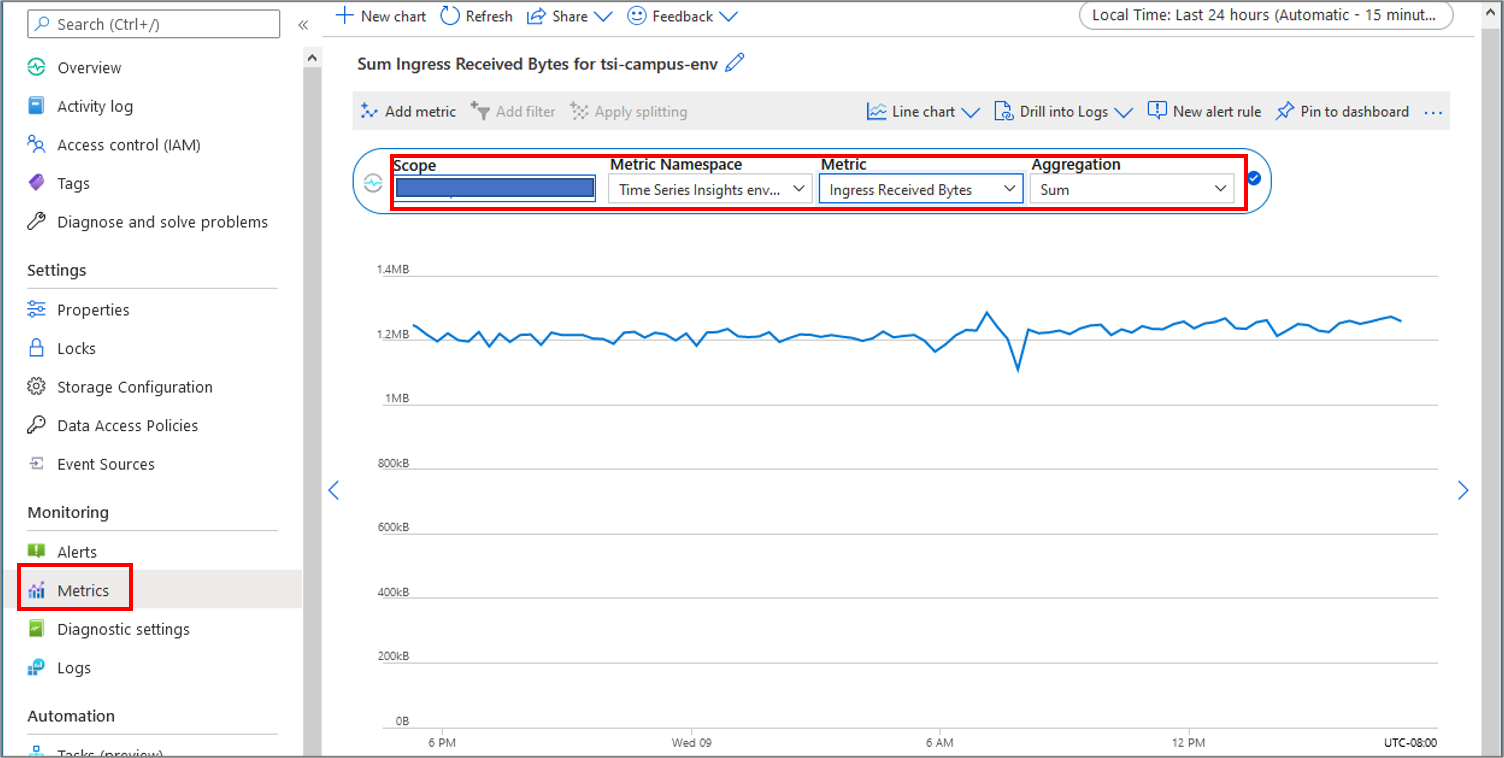 Search (Ctrl+/)
«
Overview
Activity log
Access control (IAM)
Tags
Diagnose and solve problems
Settings
Properties
Locks
Storage Configuration
Data Access Policies
Event Sources
Monitoring
Alerts
Metrics
Diagnostic settings
Logs
Automation
Tasks (preview)
New chart Refresh Share Feedback
Local Time: Last 24 hours (Automatic - 15 minut...
Sum Ingress Received Bytes for tsi-campus-env
Add metric Add filter Apply splitting Line chart Drill into Logs New alert rule Pin to dashboard ...
Scope Metric Namespace Metric Aggregation
Time Series Insights env... Ingress Received Bytes Sum
1.4MB
1.2MB
1MB
800kB
600kB
400kB
200kB
0B
6 PM Wed 09 6 AM 12 PM UTC-08:00